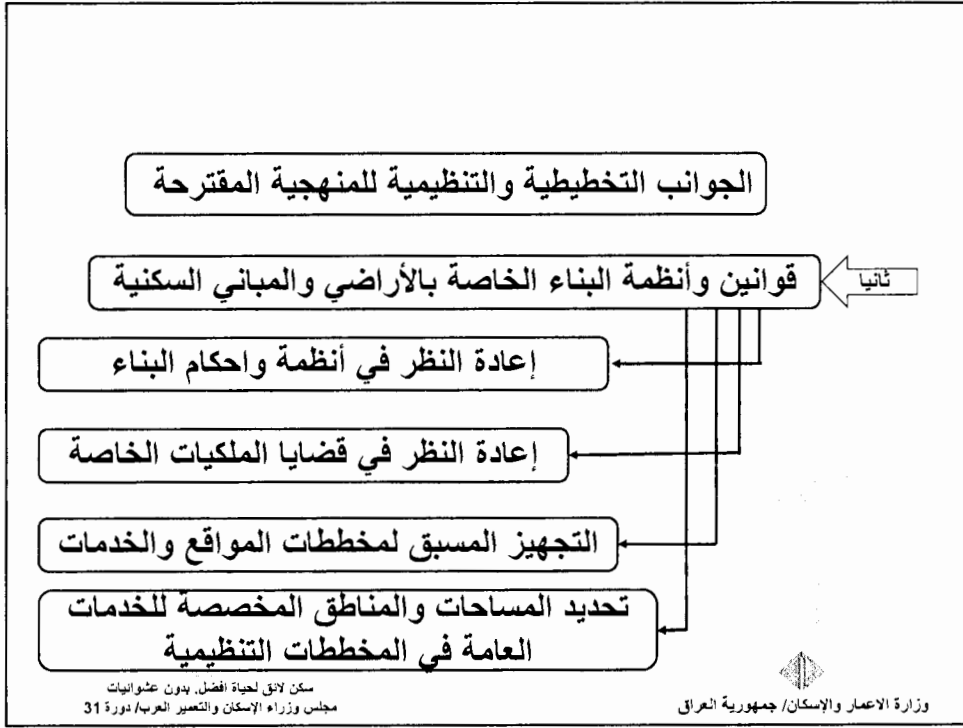 الجوانب التخطيطية والتنظيمية للمنهجية المقترحة
ثانيا
قوانين وأنظمة البناء الخاصة بالأراضي والمباني السكنية
إعادة النظر في أنظمة واحكام البناء
إعادة النظر في قضايا الملكيات الخاصة
التجهيز المسبق لمخططات المواقع والخدمات
تحديد المساحات والمناطق المخصصة للخدمات
العامة في المخططات التنظيمية
وزارة الاعمار والإسكان/ جمهورية العراق
سكن لائق لحياة افضل, بدون عشوائيات
مجلس وزراء الإسكان والتعمير العرب/ دورة 31